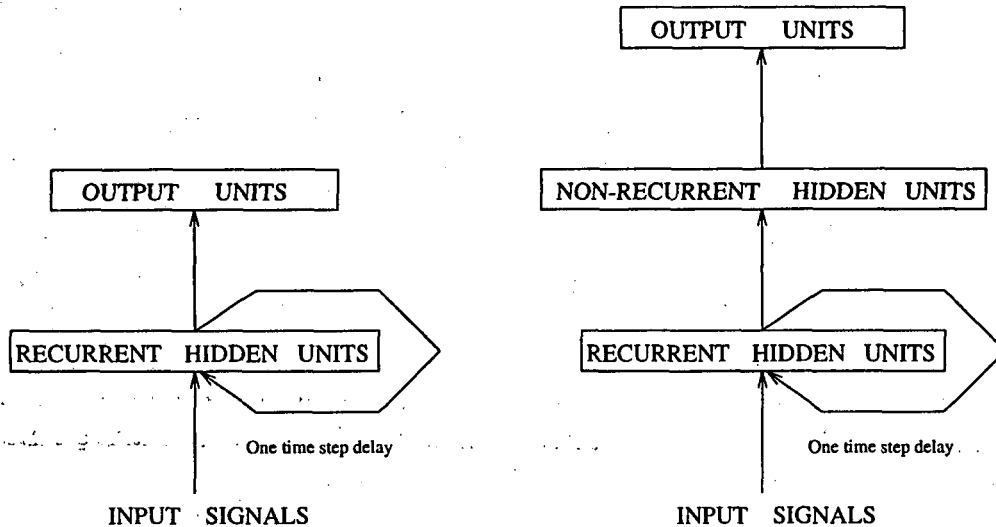 OUTPUT UNITS
RECURRENT HIDDEN UNITS
One time step delay
INPUT SIGNALS
OUTPUT UNITS
NON-RECURRENT HIDDEN UNITS
RECURRENT HIDDEN UNITS
One time step delay
INPUT SIGNALS